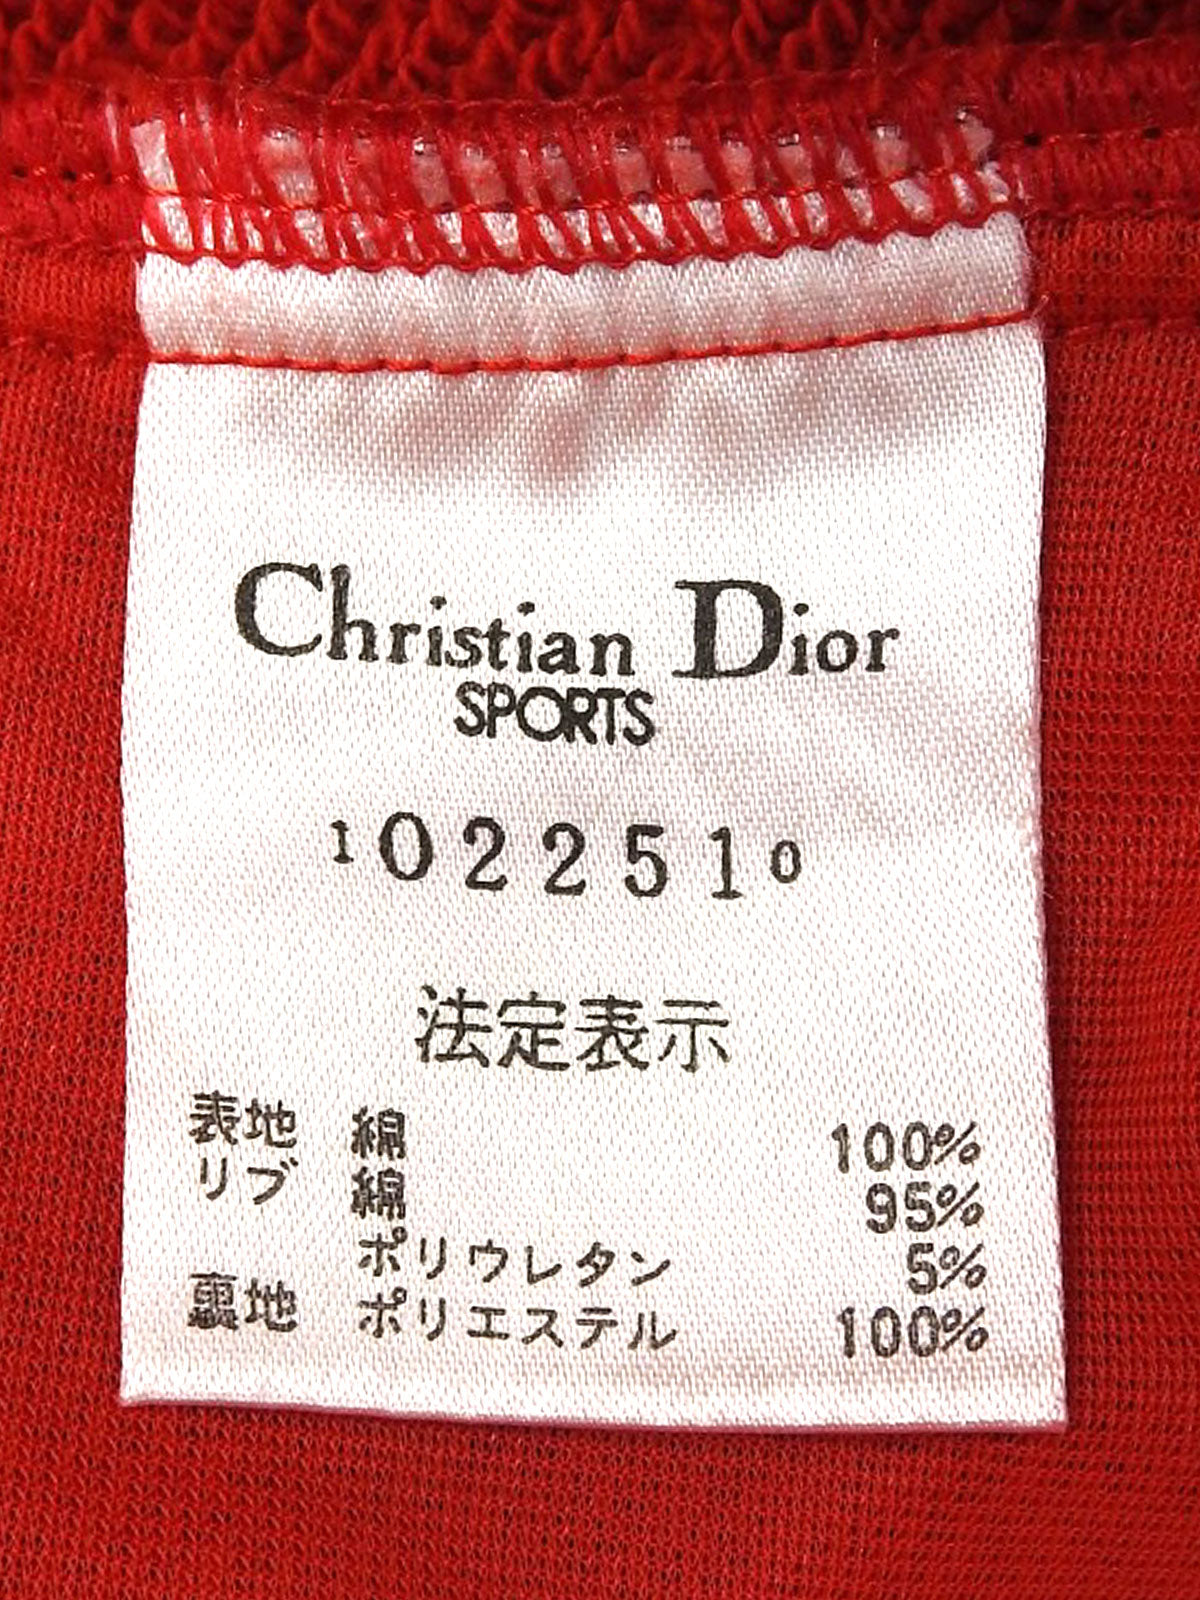 Christian Dior
SPORTS
1022510
法定表示
表地 綿 100%
リブ 綿 95%
ポリウレタン 5%
裏地 ポリエステル 100%